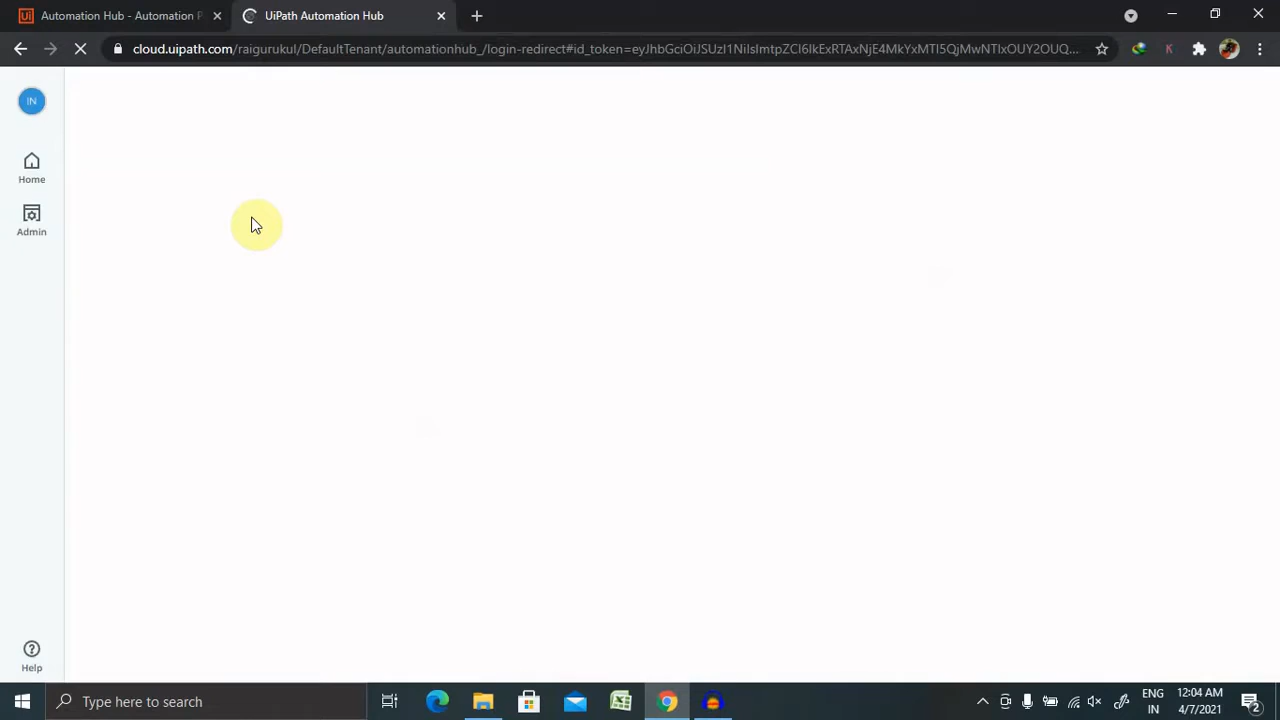 Automation Hub - Automation P
UiPath Automation Hub
cloud.uipath.com/raigurukul/DefaultTenant/automationhub_/login-redirect#id_token=
K
IN
Home
Admin
Help
Type here to search
ENG
IN
12:04 AM
4/7/2021
2